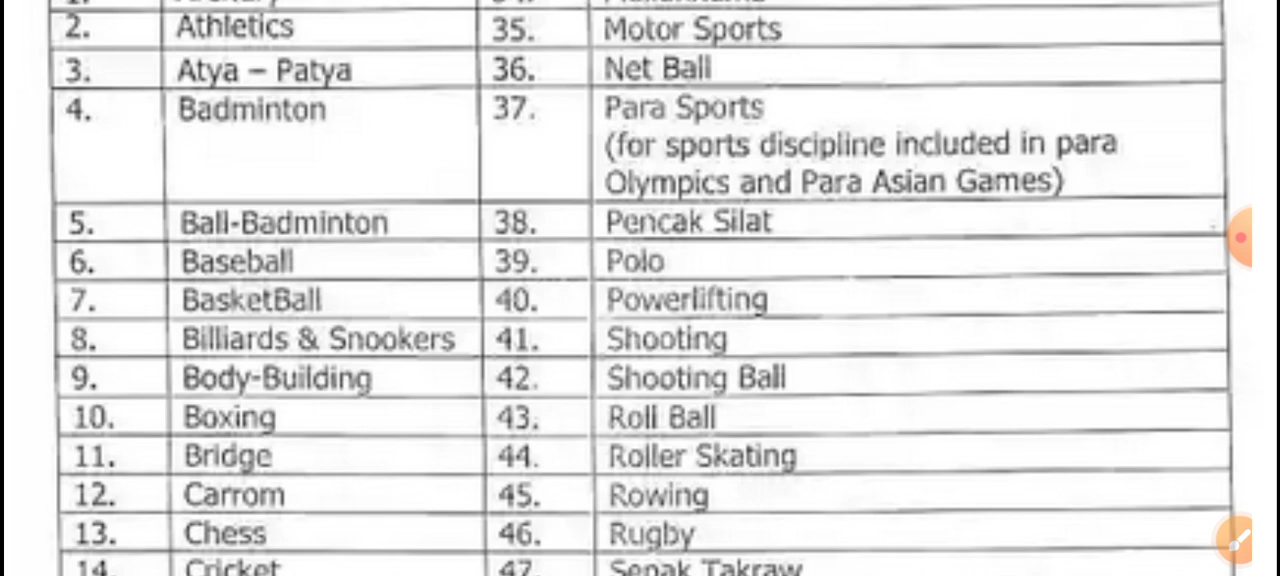 2. Athletics 35. Motor Sports
3. Atya – Patya 36. Net Ball
4. Badminton 37. Para Sports
(for sports discipline included in para
Olympics and Para Asian Games)
5. Ball-Badminton 38. Pencak Silat
6. Baseball 39. Polo
7. BasketBall 40. Powerlifting
8. Billiards & Snookers 41. Shooting
9. Body-Building 42. Shooting Ball
10. Boxing 43. Roll Ball
11. Bridge 44. Roller Skating
12. Carrom 45. Rowing
13. Chess 46. Rugby
14. Cricket 47. Sepak Takraw